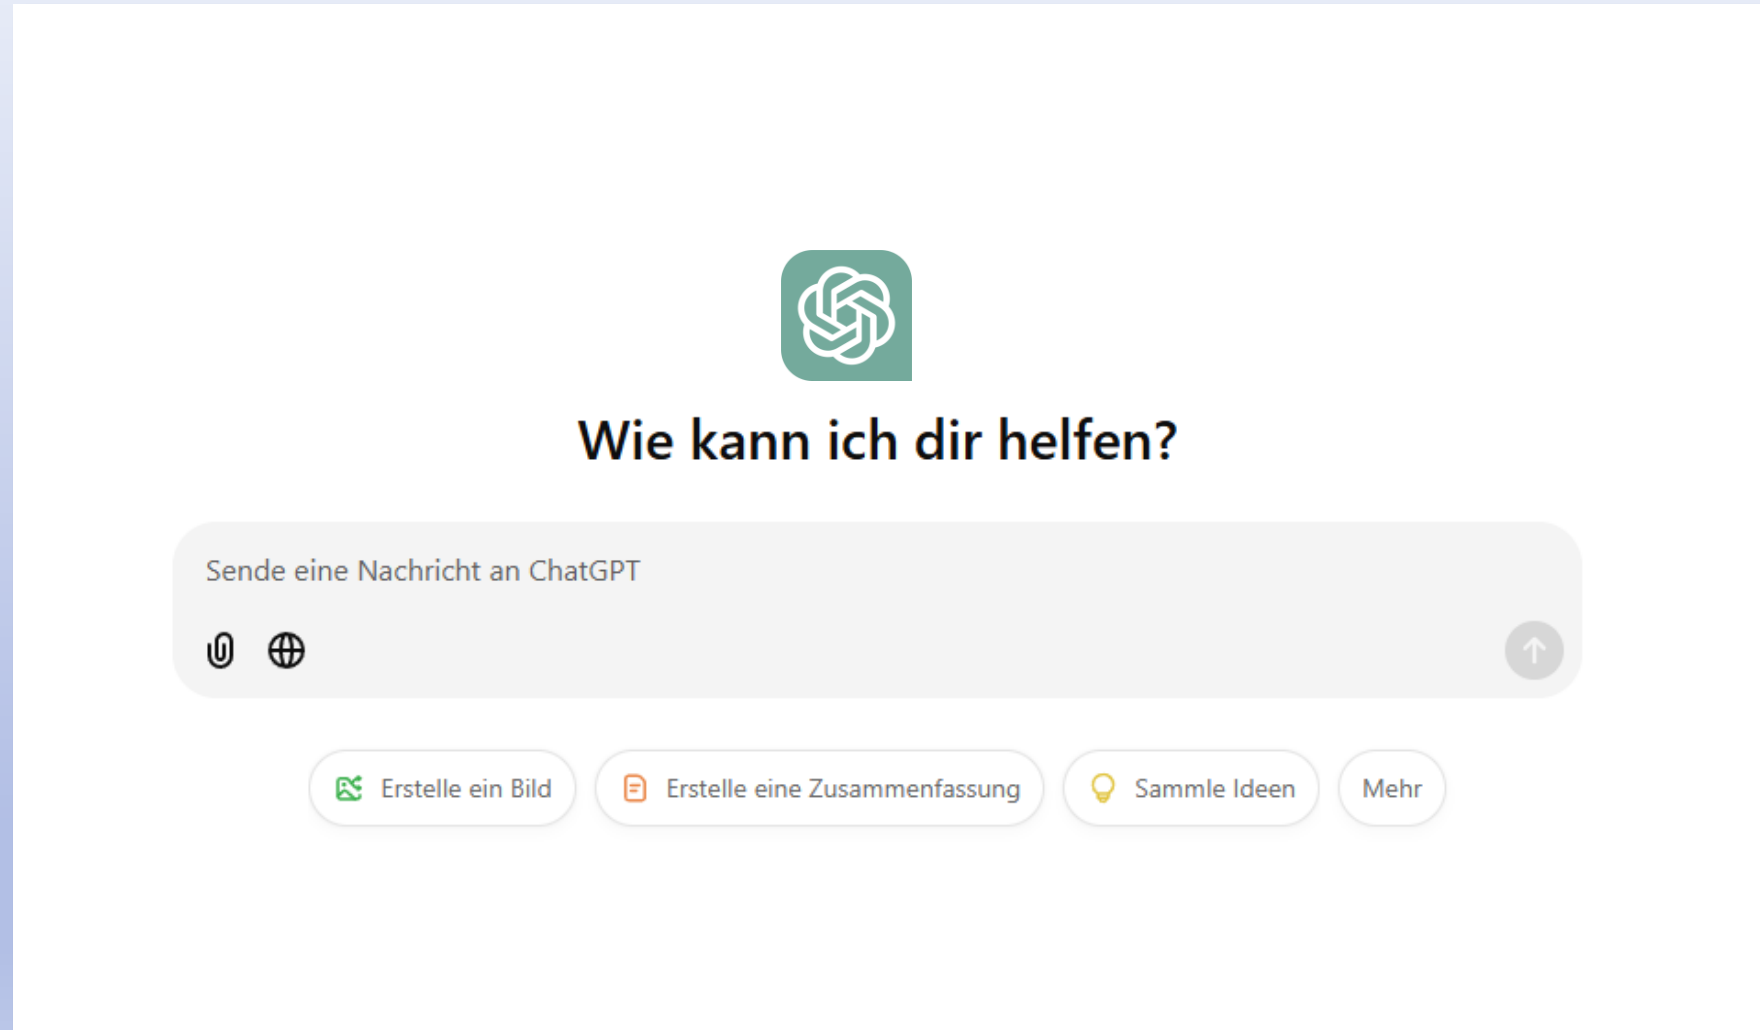 Wie kann ich dir helfen?
Sende eine Nachricht an ChatGPT
Erstelle ein Bild
Erstelle eine Zusammenfassung
Sammle Ideen
Mehr